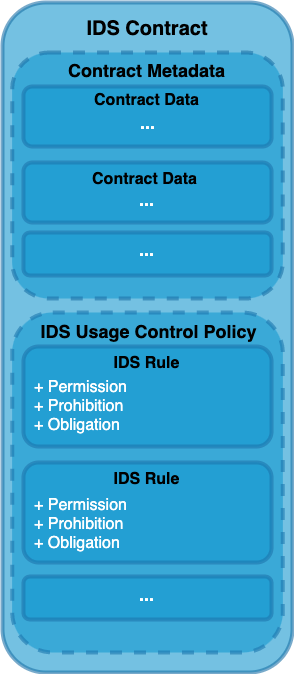 IDS Contract
Contract Metadata
Contract Data
...
Contract Data
...
...
IDS Usage Control Policy
IDS Rule
+ Permission
+ Prohibition
+ Obligation
IDS Rule
+ Permission
+ Prohibition
+ Obligation
...